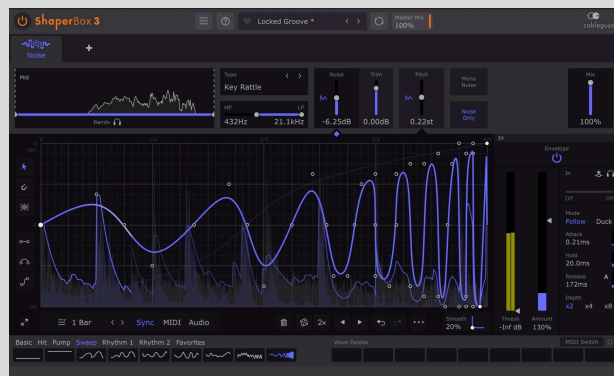 ShaperBox 3
Locked Groove *
Master Mix
100%
cableguys
Noise
+
Mid
Bands
Type
Key Rattle
HP
LP
432Hz
21.1kHz
Noise
-6.25dB
Trim
0.00dB
Pitch
0.22st
Mono
Noise
Noise
Only
Mix
100%
Envelope
In
Off
Mode
Follow
Duck
Attack
0.21ms
Hold
20.0ms
Release
172ms
A
Depth
x2
x4
x8
Thresh
-Inf dB
Amount
130%
1 Bar
Sync
MIDI
Audio
2x
Smooth
20%
Basic
Hit
Pump
Sweep
Rhythm 1
Rhythm 2
Favorites
Wave Palette
MIDI Switch